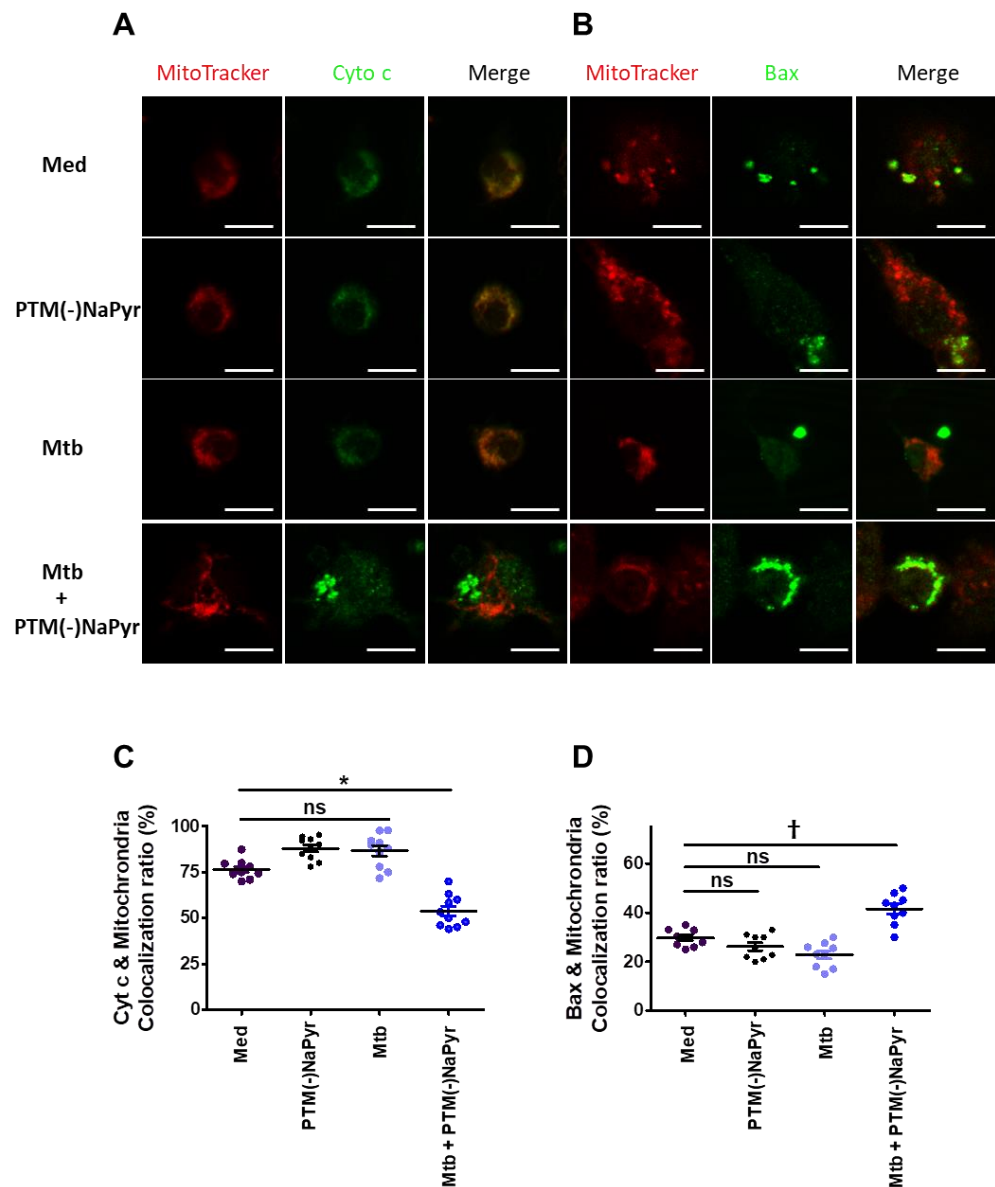 A
B
MitoTracker
Cyto c
Merge
MitoTracker
Bax
Merge
Med
PTM(-)NaPyr
Mtb
Mtb
+
PTM(-)NaPyr
C
*
ns
Cyt c & Mitochrondria
Colocalization ratio (%)
100
75
50
25
0
Med
PTM(-)NaPyr
Mtb
Mtb + PTM(-)NaPyr
D
†
ns
ns
Bax & Mitochrondria
Colocalization ratio (%)
60
40
20
0
Med
PTM(-)NaPyr
Mtb
Mtb + PTM(-)NaPyr